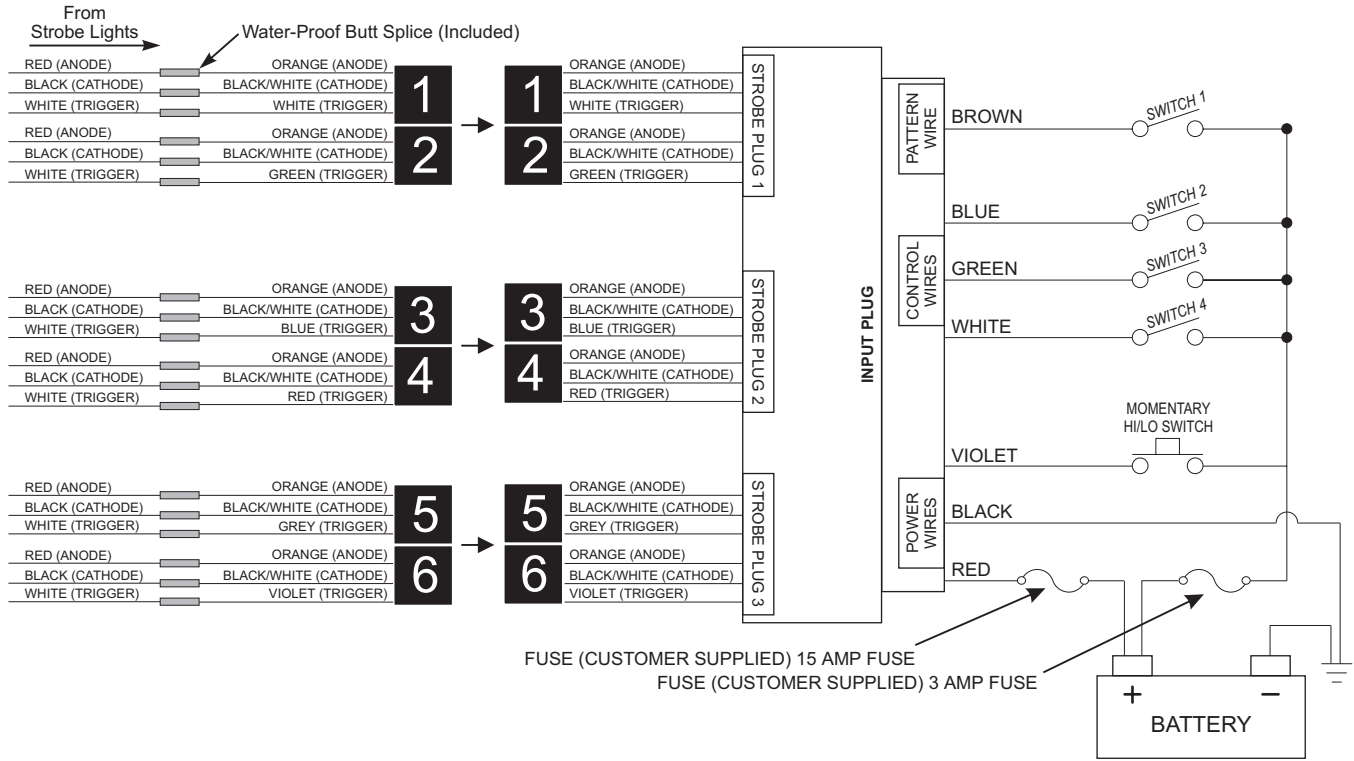 From
Strobe Lights
Water-Proof Butt Splice (Included)
RED (ANODE)
BLACK (CATHODE)
WHITE (TRIGGER)
RED (ANODE)
BLACK (CATHODE)
WHITE (TRIGGER)
ORANGE (ANODE)
BLACK/WHITE (CATHODE)
WHITE (TRIGGER)
ORANGE (ANODE)
BLACK/WHITE (CATHODE)
GREEN (TRIGGER)
1
2
1
2
ORANGE (ANODE)
BLACK/WHITE (CATHODE)
WHITE (TRIGGER)
ORANGE (ANODE)
BLACK/WHITE (CATHODE)
GREEN (TRIGGER)
STROBE PLUG 1
RED (ANODE)
BLACK (CATHODE)
WHITE (TRIGGER)
RED (ANODE)
BLACK (CATHODE)
WHITE (TRIGGER)
ORANGE (ANODE)
BLACK/WHITE (CATHODE)
BLUE (TRIGGER)
ORANGE (ANODE)
BLACK/WHITE (CATHODE)
RED (TRIGGER)
3
4
3
4
ORANGE (ANODE)
BLACK/WHITE (CATHODE)
BLUE (TRIGGER)
ORANGE (ANODE)
BLACK/WHITE (CATHODE)
RED (TRIGGER)
STROBE PLUG 2
RED (ANODE)
BLACK (CATHODE)
WHITE (TRIGGER)
RED (ANODE)
BLACK (CATHODE)
WHITE (TRIGGER)
ORANGE (ANODE)
BLACK/WHITE (CATHODE)
GREY (TRIGGER)
ORANGE (ANODE)
BLACK/WHITE (CATHODE)
VIOLET (TRIGGER)
5
6
5
6
ORANGE (ANODE)
BLACK/WHITE (CATHODE)
GREY (TRIGGER)
ORANGE (ANODE)
BLACK/WHITE (CATHODE)
VIOLET (TRIGGER)
STROBE PLUG 3
INPUT PLUG
PATTERN
WIRE
CONTROL
WIRES
POWER
WIRES
BROWN
SWITCH 1
BLUE
SWITCH 2
GREEN
SWITCH 3
WHITE
SWITCH 4
MOMENTARY
HI/LO SWITCH
VIOLET
BLACK
RED
FUSE (CUSTOMER SUPPLIED) 15 AMP FUSE
FUSE (CUSTOMER SUPPLIED) 3 AMP FUSE
+ −
BATTERY